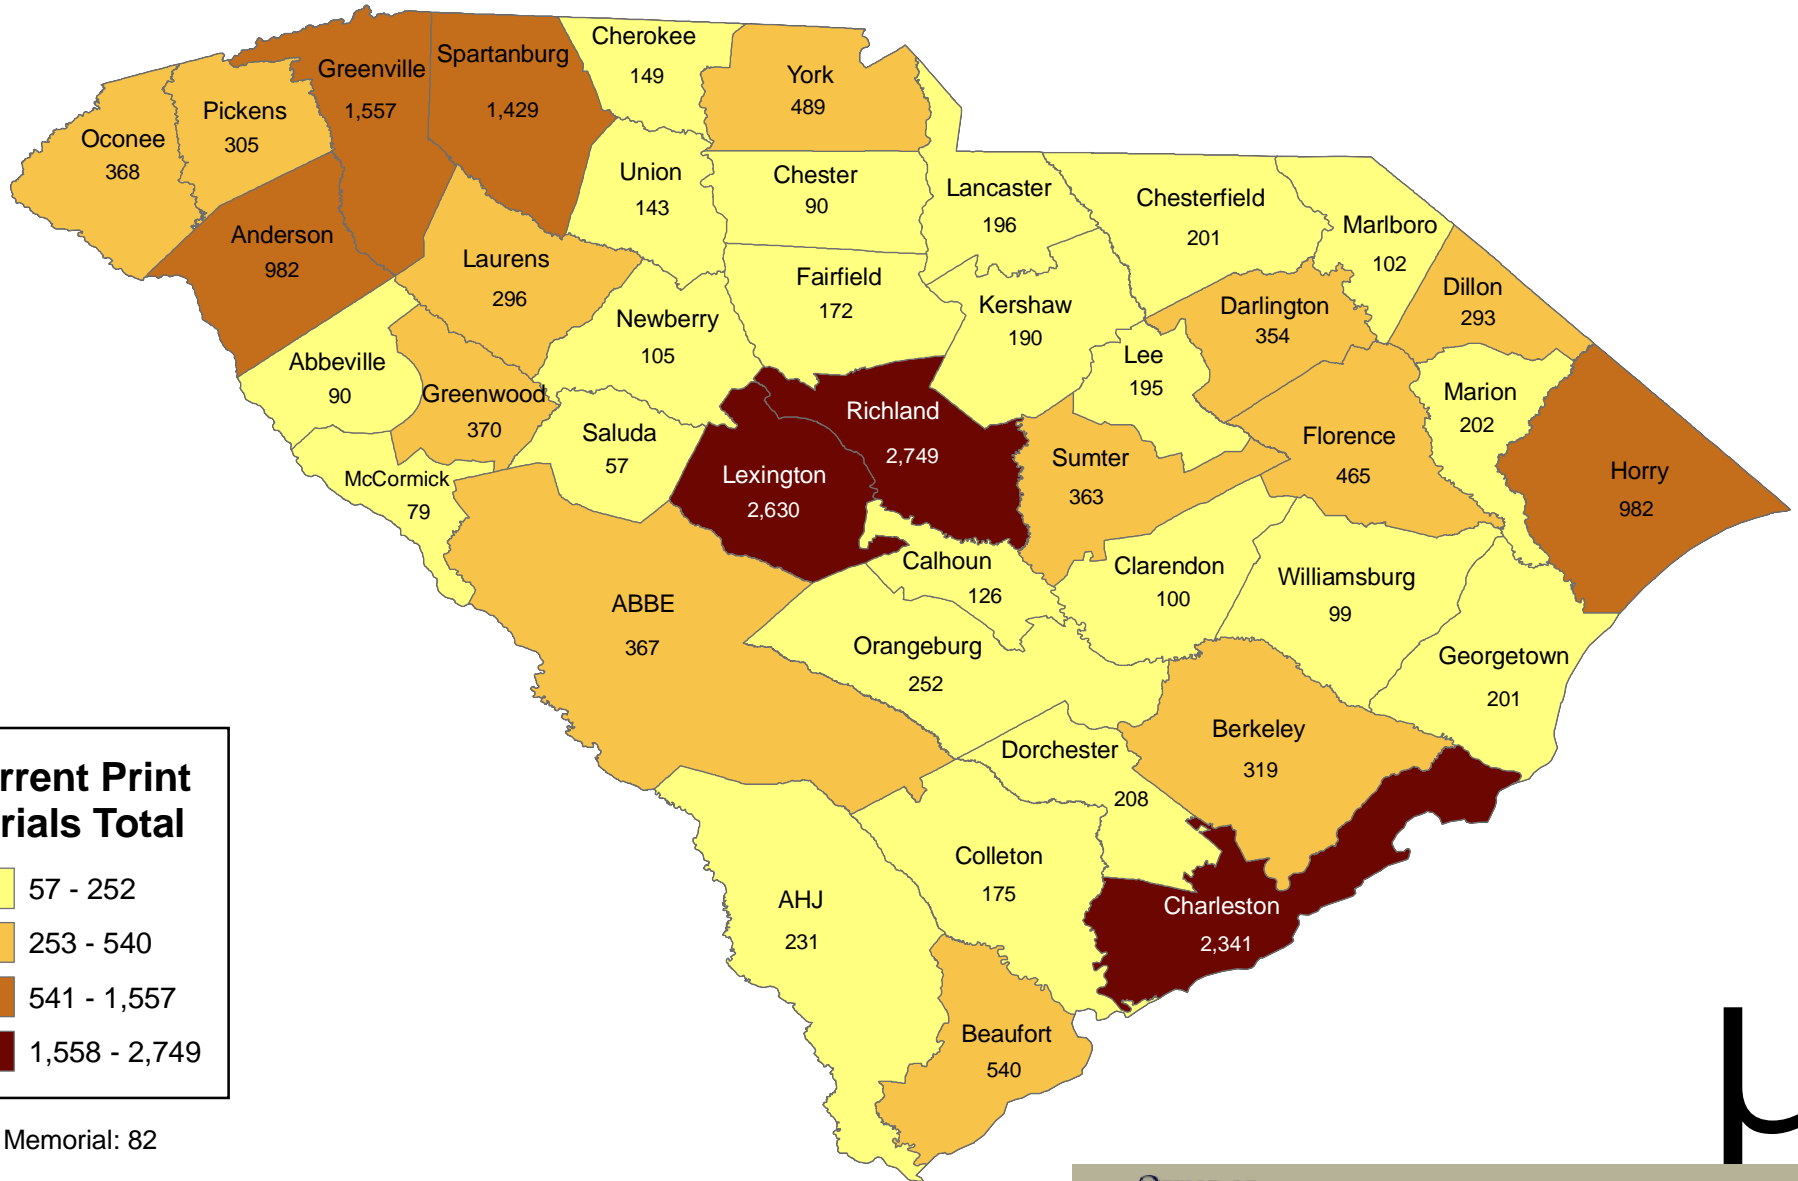 Cherokee
149
York
489
Spartanburg
1,429
Greenville
1,557
Pickens
305
Oconee
368
Union
143
Chester
90
Lancaster
196
Chesterfield
201
Marlboro
102
Anderson
982
Laurens
296
Fairfield
172
Kershaw
190
Darlington
354
Dillon
293
Newberry
105
Abbeville
90
Greenwood
370
Lee
195
Marion
202
Saluda
57
Richland
2,749
Sumter
363
Florence
465
Horry
982
McCormick
79
Lexington
2,630
Calhoun
126
Clarendon
100
Williamsburg
99
ABBE
367
Orangeburg
252
Georgetown
201
Dorchester
208
Berkeley
319
Colleton
175
AHJ
231
Charleston
2,341
Beaufort
540
rrent Print
rials Total
57 - 252
253 - 540
541 - 1,557
1,558 - 2,749
Memorial: 82
µ